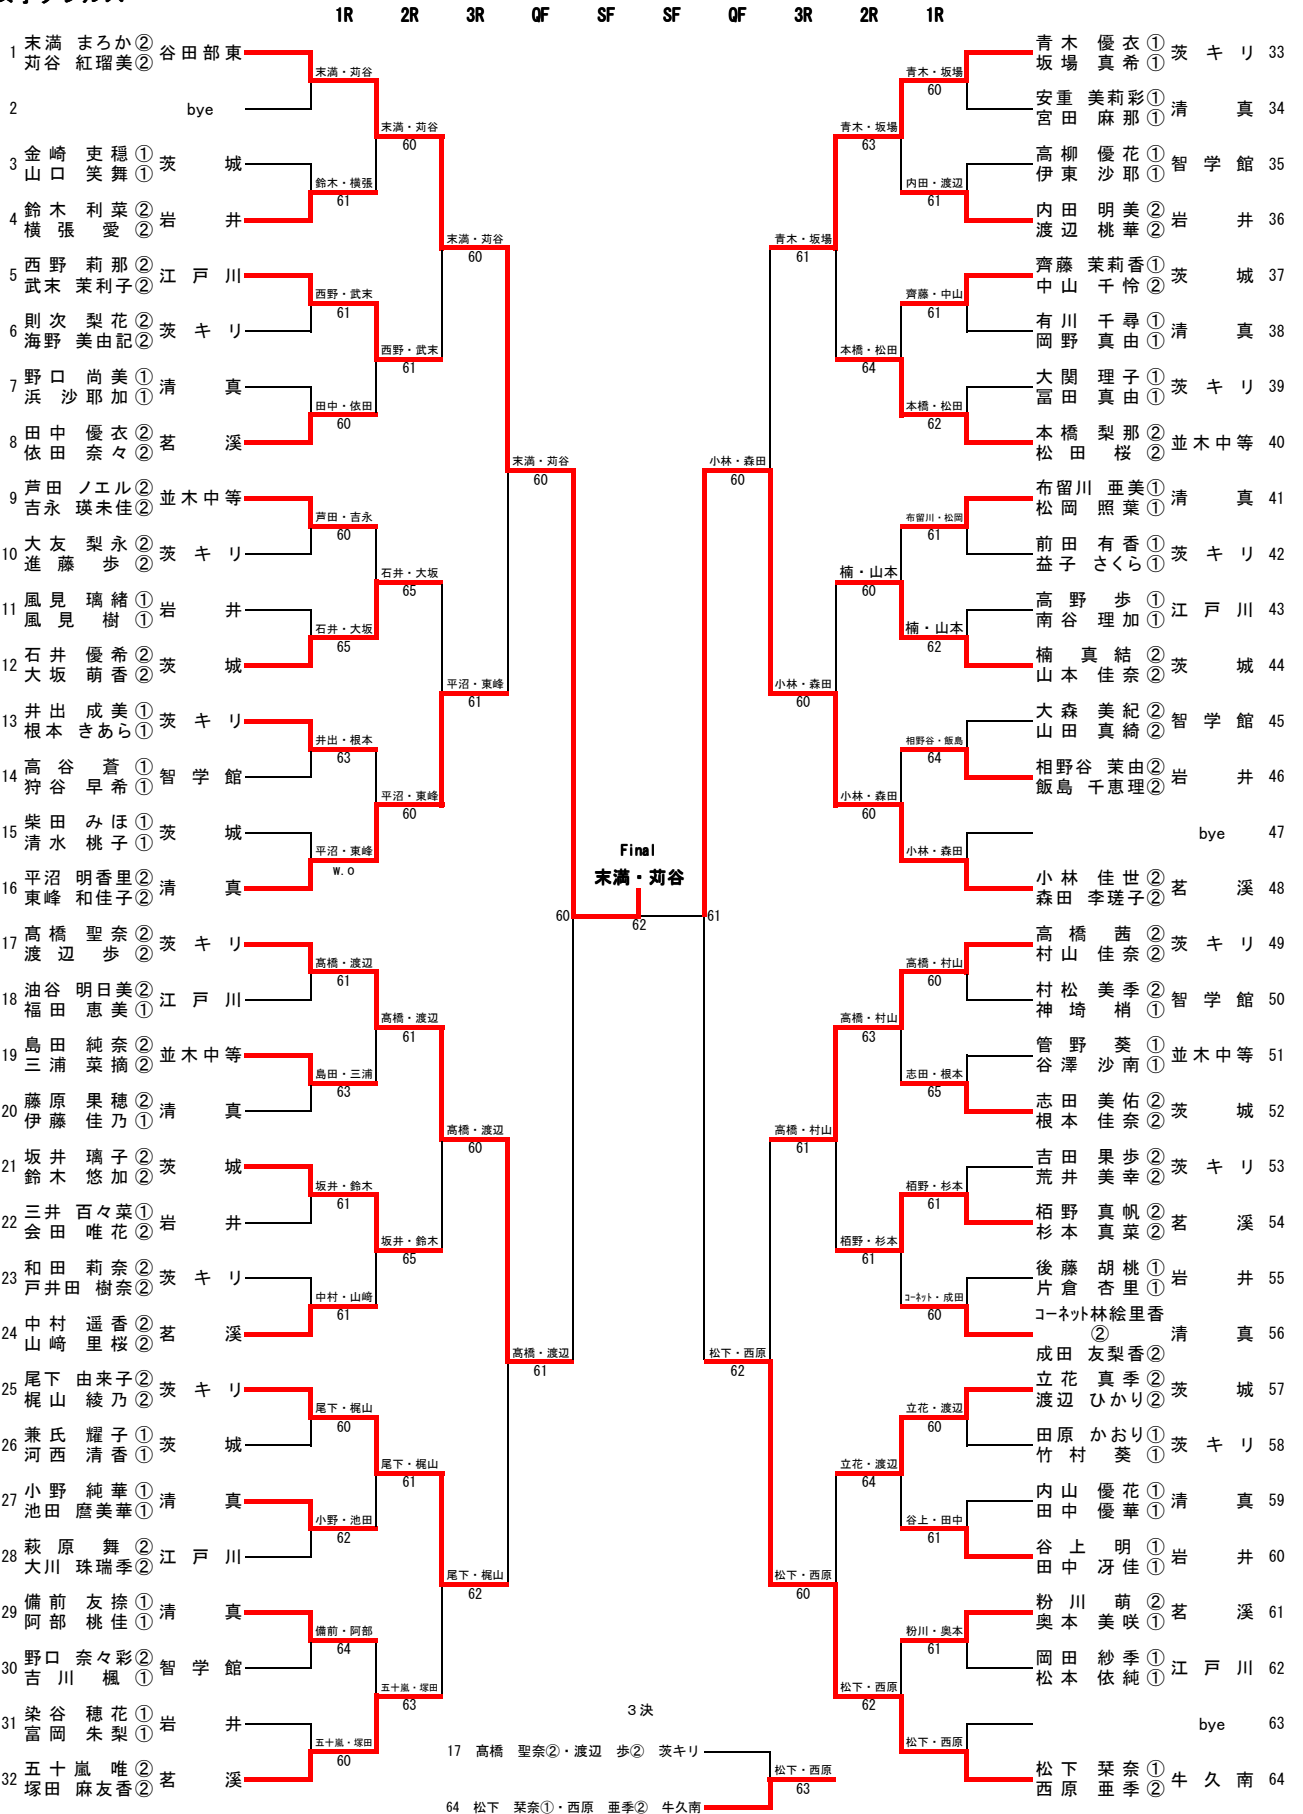 1R 2R 3R QF SF SF QF 3R 2R 1R
1 末満 まろか② 苅谷 紅瑠美② 谷田部東
2 bye
3 金崎 吏穏① 山口 笑舞① 茨城
4 鈴木 利菜② 横張 愛② 岩井
5 西野 莉那② 武末 茉利子② 江戸川
6 則次 梨花② 海野 美由記② 茨キリ
7 野口 尚美① 浜 沙耶加① 清真
8 田中 優衣② 依田 奈々② 茗溪
9 芦田 ノエル② 吉永 瑛未佳② 並木中等
10 大友 梨永② 進藤 歩② 茨キリ
11 風見 璃緒① 風見 樹① 岩井
12 石井 優希② 大坂 萌香② 茨城
13 井出 成美① 根本 きあら① 茨キリ
14 高谷 蒼① 狩谷 早希① 智学館
15 柴田 みほ① 清水 桃子① 茨城
16 平沼 明香里② 東峰 和佳子② 清真
17 髙橋 聖奈② 渡辺 歩② 茨キリ
18 油谷 明日美② 福田 恵美① 江戸川
19 島田 純奈② 三浦 菜摘② 並木中等
20 藤原 果穂② 伊藤 佳乃① 清真
21 坂井 璃子② 鈴木 悠加② 茨城
22 三井 百々菜① 会田 唯花② 岩井
23 和田 莉奈② 戸井田 樹奈② 茨キリ
24 中村 遥香② 山﨑 里桜② 茗溪
25 尾下 由来子② 梶山 綾乃② 茨キリ
26 兼氏 耀子① 河西 清香① 茨城
27 小野 純華① 池田 麿美華① 清真
28 萩原 舞② 大川 珠瑞季② 江戸川
29 備前 友捺① 阿部 桃佳① 清真
30 野口 奈々彩② 吉川 楓① 智学館
31 染谷 穂花① 富岡 朱梨① 岩井
32 五十嵐 唯② 塚田 麻友香② 茗溪
末満・苅谷
鈴木・横張 61
西野・武末 61
田中・依田 60
芦田・吉永 60
石井・大坂 65
井出・根本 63
平沼・東峰 W.O
髙橋・渡辺 61
島田・三浦 63
坂井・鈴木 61
中村・山﨑 61
尾下・梶山 60
小野・池田 62
備前・阿部 64
五十嵐・塚田 60
末満・苅谷 60
西野・武末 61
石井・大坂 65
平沼・東峰 60
髙橋・渡辺 61
坂井・鈴木 65
尾下・梶山 61
五十嵐・塚田 63
末満・苅谷 60
平沼・東峰 61
髙橋・渡辺 60
尾下・梶山 62
末満・苅谷 60
髙橋・渡辺 61
60
Final
末満・苅谷
62
61
小林・森田 60
松下・西原 62
青木・坂場 61
小林・森田 60
高橋・村山 61
松下・西原 60
青木・坂場 63
本橋・松田 64
楠・山本 60
小林・森田 60
高橋・村山 63
栢野・杉本 61
立花・渡辺 64
松下・西原 62
青木・坂場 60
内田・渡辺 61
齊藤・中山 61
本橋・松田 62
布留川・松岡 61
楠・山本 62
相野谷・飯島 64
小林・森田
高橋・村山 60
志田・根本 65
栢野・杉本 61
コーネット・成田 60
立花・渡辺 60
谷上・田中 61
粉川・奥本 61
松下・西原
青木 優衣① 坂場 真希① 茨キリ 33
安重 美莉彩① 宮田 麻那① 清真 34
高柳 優花① 伊東 沙耶① 智学館 35
内田 明美② 渡辺 桃華② 岩井 36
齊藤 茉莉香① 中山 千怜② 茨城 37
有川 千尋① 岡野 真由① 清真 38
大関 理子① 冨田 真由① 茨キリ 39
本橋 梨那② 松田 桜② 並木中等 40
布留川 亜美① 松岡 照葉① 清真 41
前田 有香① 益子 さくら① 茨キリ 42
高野 歩① 南谷 理加① 江戸川 43
楠 真結② 山本 佳奈② 茨城 44
大森 美紀② 山田 真綺② 智学館 45
相野谷 茉由② 飯島 千恵理② 岩井 46
bye 47
小林 佳世② 森田 李瑳子② 茗溪 48
高橋 茜② 村山 佳奈② 茨キリ 49
村松 美季② 神埼 梢① 智学館 50
管野 葵① 谷澤 沙南① 並木中等 51
志田 美佑② 根本 佳奈② 茨城 52
吉田 果歩② 荒井 美幸② 茨キリ 53
栢野 真帆② 杉本 真菜② 茗溪 54
後藤 胡桃① 片倉 杏里① 岩井 55
コーネット林絵里香② 成田 友梨香② 清真 56
立花 真季② 渡辺 ひかり② 茨城 57
田原 かおり① 竹村 葵① 茨キリ 58
内山 優花① 田中 優華① 清真 59
谷上 明① 田中 冴佳① 岩井 60
粉川 萌② 奥本 美咲① 茗溪 61
岡田 紗季① 松本 依純① 江戸川 62
bye 63
松下 栞奈① 西原 亜季② 牛久南 64
3決
17 髙橋 聖奈②・渡辺 歩② 茨キリ
松下・西原
63
64 松下 栞奈①・西原 亜季② 牛久南